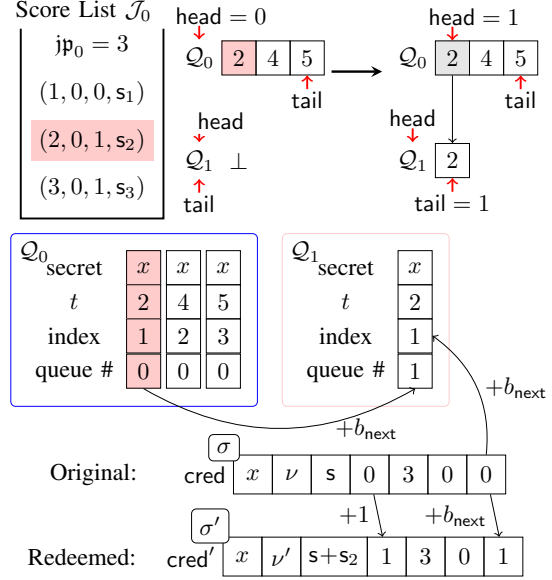 Score List 𝒥₀
𝔧𝔭₀ = 3
(1, 0, 0, s₁)
(2, 0, 1, s₂)
(3, 0, 1, s₃)
head = 0
𝒬₀ 2 4 5
tail
head
𝒬₁ ⊥
tail
head = 1
𝒬₀ 2 4 5
tail
head
𝒬₁ 2
tail = 1
𝒬₀
secret x x x
t 2 4 5
index 1 2 3
queue # 0 0 0
𝒬₁
secret x
t 2
index 1
queue # 1
+b_next
+b_next
σ
Original: cred x ν s 0 3 0 0
+1 +b_next
σ′
Redeemed: cred′ x ν′ s+s₂ 1 3 0 1